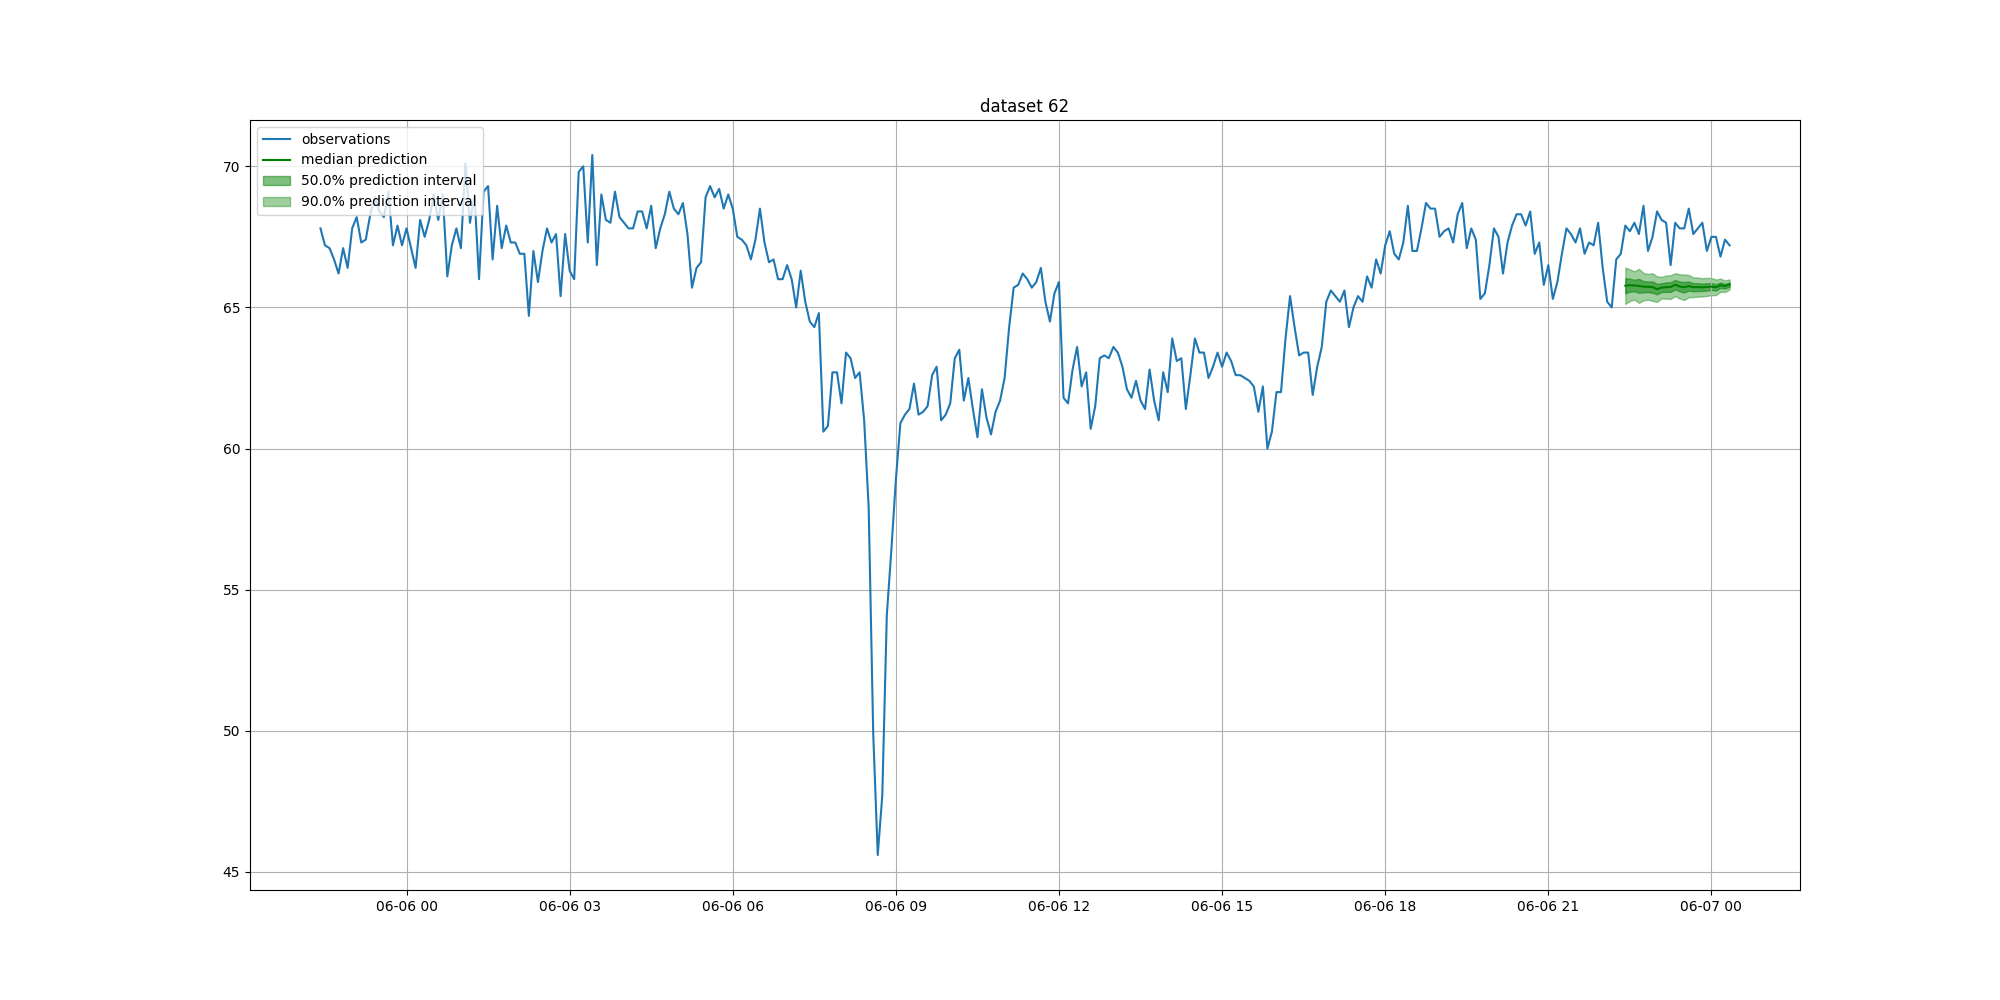 dataset 62
observations
median prediction
50.0% prediction interval
90.0% prediction interval
70
65
60
55
50
45
06-06 00 06-06 03 06-06 06 06-06 09 06-06 12 06-06 15 06-06 18 06-06 21 06-07 00